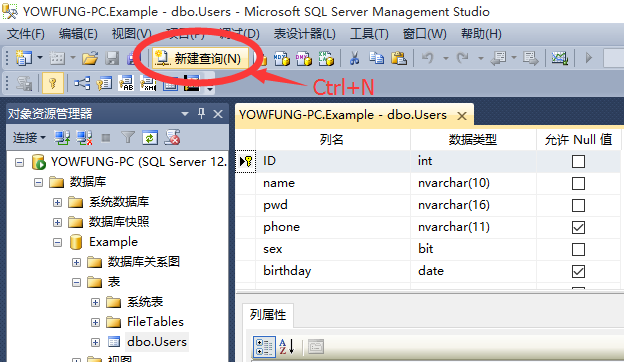 YOWFUNG-PC.Example - dbo.Users - Microsoft SQL Server Management Studio
文件(F) 编辑(E) 视图(V) 项目(P) 调试(D) 表设计器(L) 工具(T) 窗口(W) 帮助(H)
新建查询(N)
Ctrl+N
对象资源管理器
连接
YOWFUNG-PC (SQL Server 12.
数据库
系统数据库
数据库快照
Example
数据库关系图
表
系统表
FileTables
dbo.Users
视图
YOWFUNG-PC.Example - dbo.Users
列名 数据类型 允许 Null 值
ID int
name nvarchar(10)
pwd nvarchar(16)
phone nvarchar(11)
sex bit
birthday date
列属性